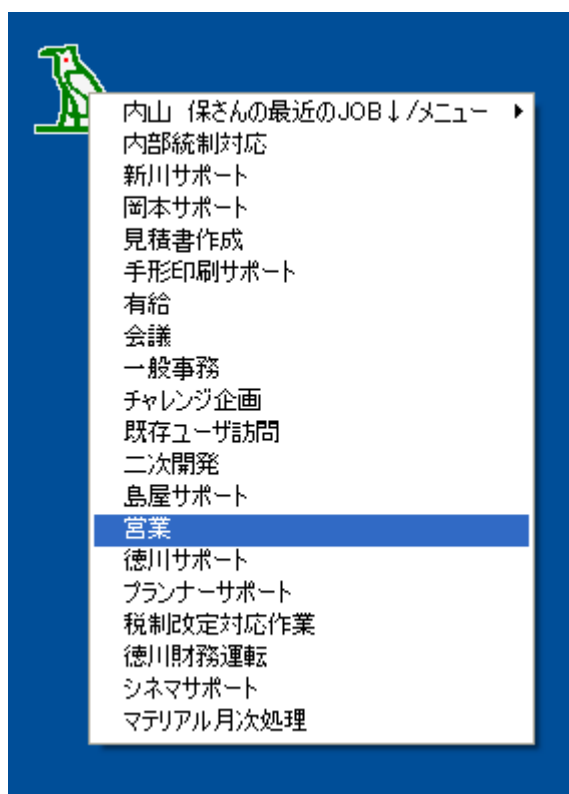 内山 保さんの最近のJOB↓/メニュー
内部統制対応
新川サポート
岡本サポート
見積書作成
手形印刷サポート
有給
会議
一般事務
チャレンジ企画
既存ユーザ訪問
二次開発
島屋サポート
営業
徳川サポート
プランナーサポート
税制改定対応作業
徳川財務運転
シネマサポート
マテリアル月次処理